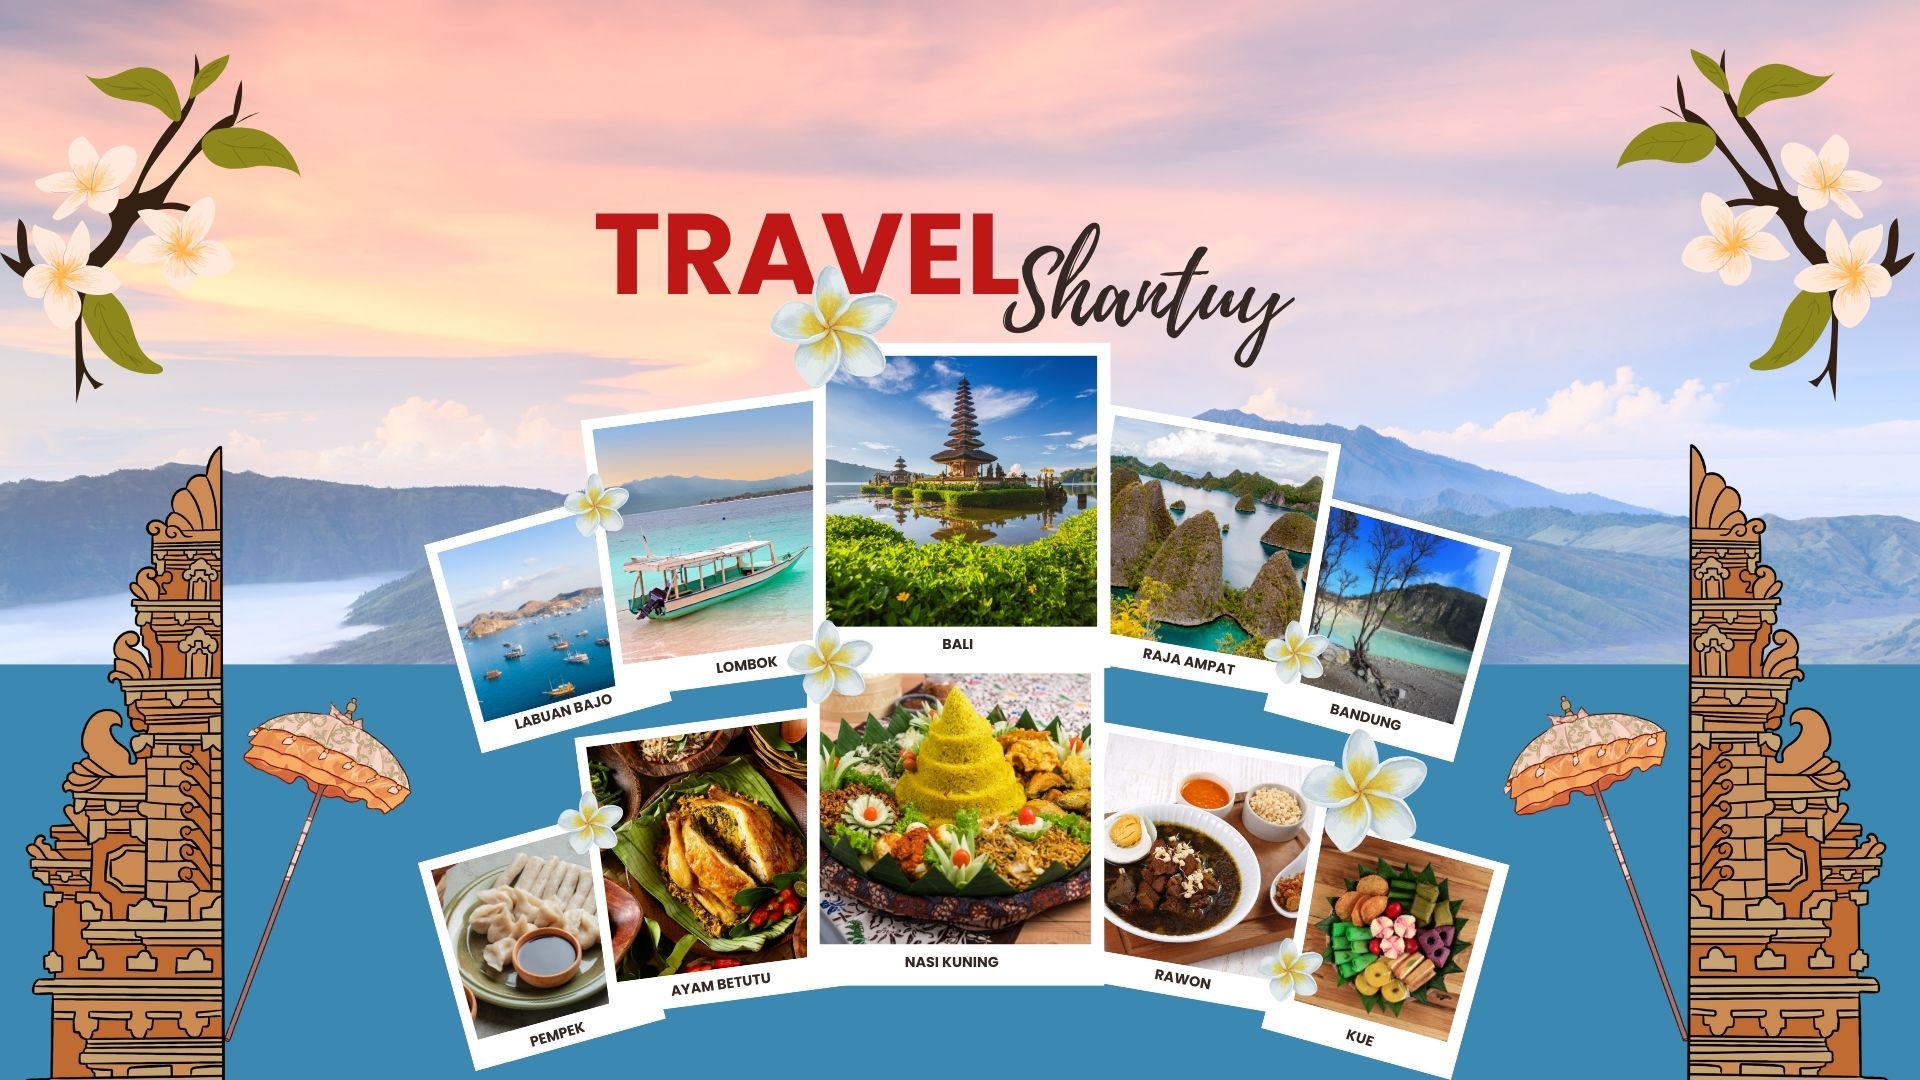 TRAVEL Shantuy
LABUAN BAJO
LOMBOK
BALI
RAJA AMPAT
BANDUNG
PEMPEK
AYAM BETUTU
NASI KUNING
RAWON
KUE